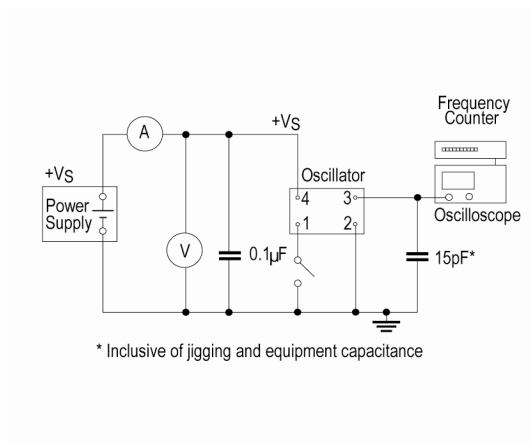 Frequency
Counter
+VS
A
Oscillator
+VS
4 3
Power
Supply
1 2
Oscilloscope
V
0.1µF
15pF*
* Inclusive of jigging and equipment capacitance